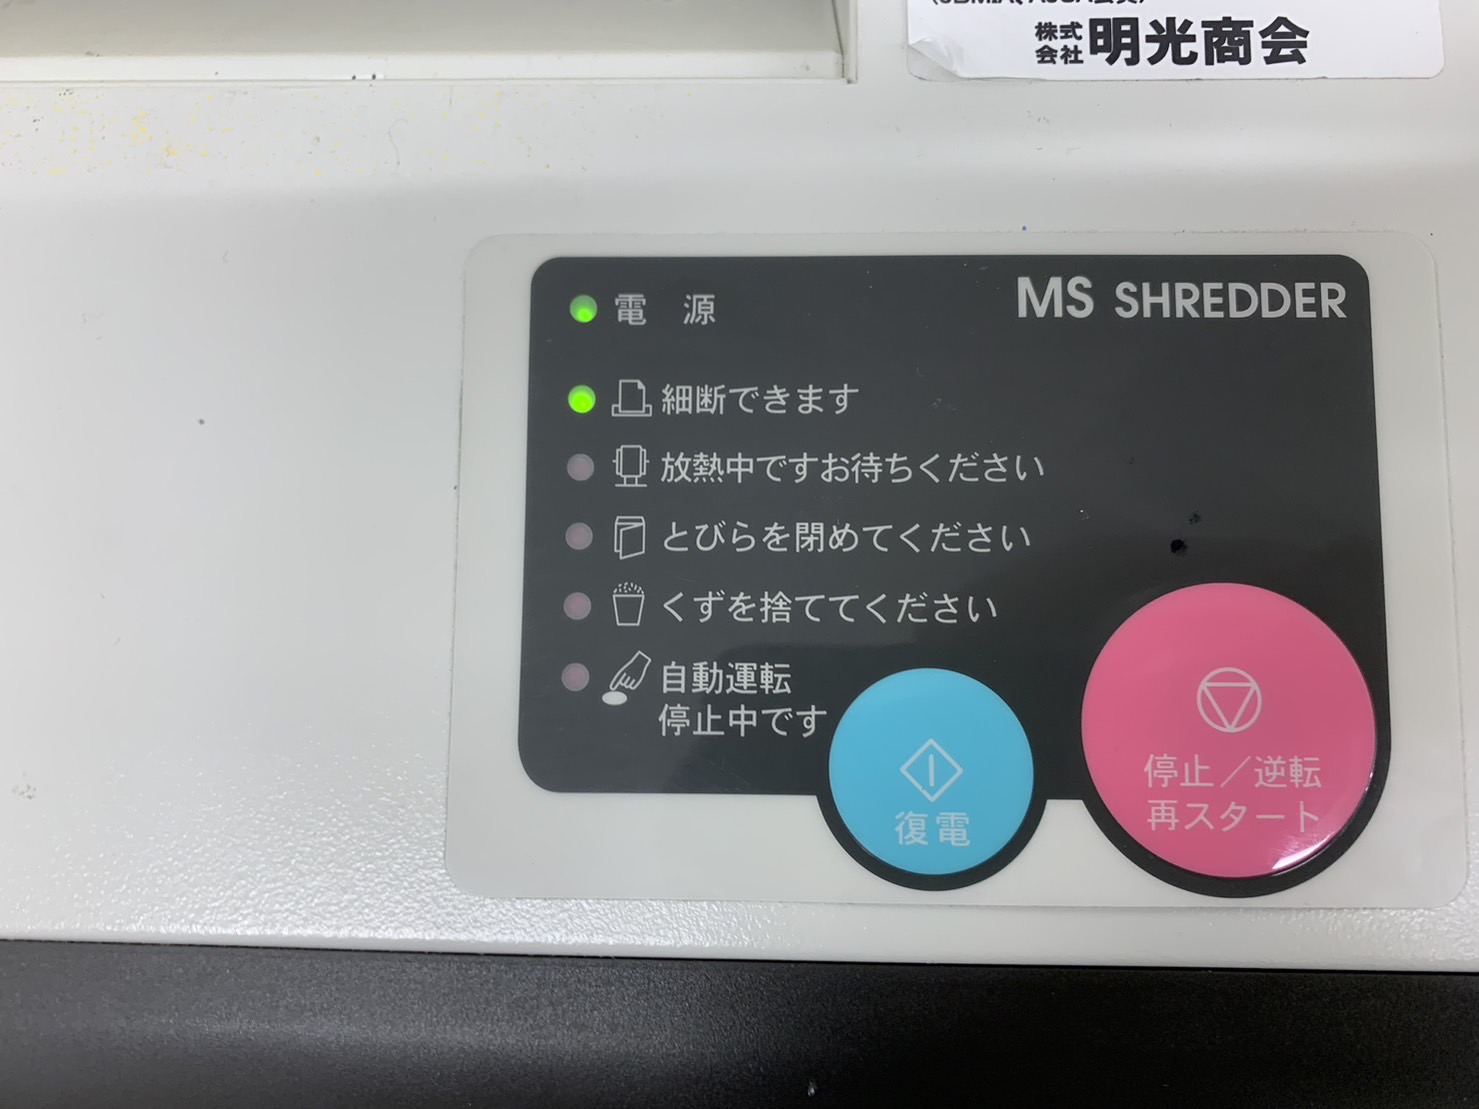 株式
会社 明光商会
MS SHREDDER
電 源
細断できます
放熱中ですお待ちください
とびらを閉めてください
くずを捨ててください
自動運転
停止中です
復電
停止／逆転
再スタート